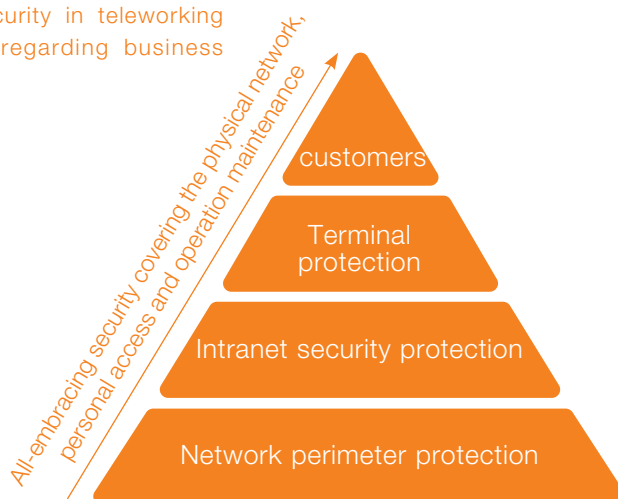 curity in teleworking
regarding business
All-embracing security covering the physical network,
personal access and operation maintenance
customers
Terminal
protection
Intranet security protection
Network perimeter protection